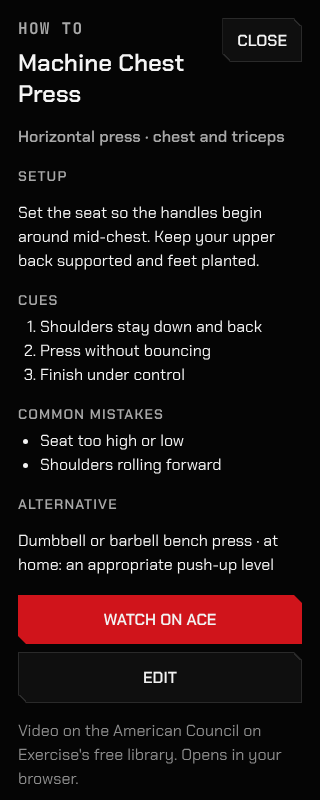 HOW TO
CLOSE
Machine Chest
Press
Horizontal press · chest and triceps
SETUP
Set the seat so the handles begin
around mid-chest. Keep your upper
back supported and feet planted.
CUES
1. Shoulders stay down and back
2. Press without bouncing
3. Finish under control
COMMON MISTAKES
• Seat too high or low
• Shoulders rolling forward
ALTERNATIVE
Dumbbell or barbell bench press · at
home: an appropriate push-up level
WATCH ON ACE
EDIT
Video on the American Council on
Exercise's free library. Opens in your
browser.